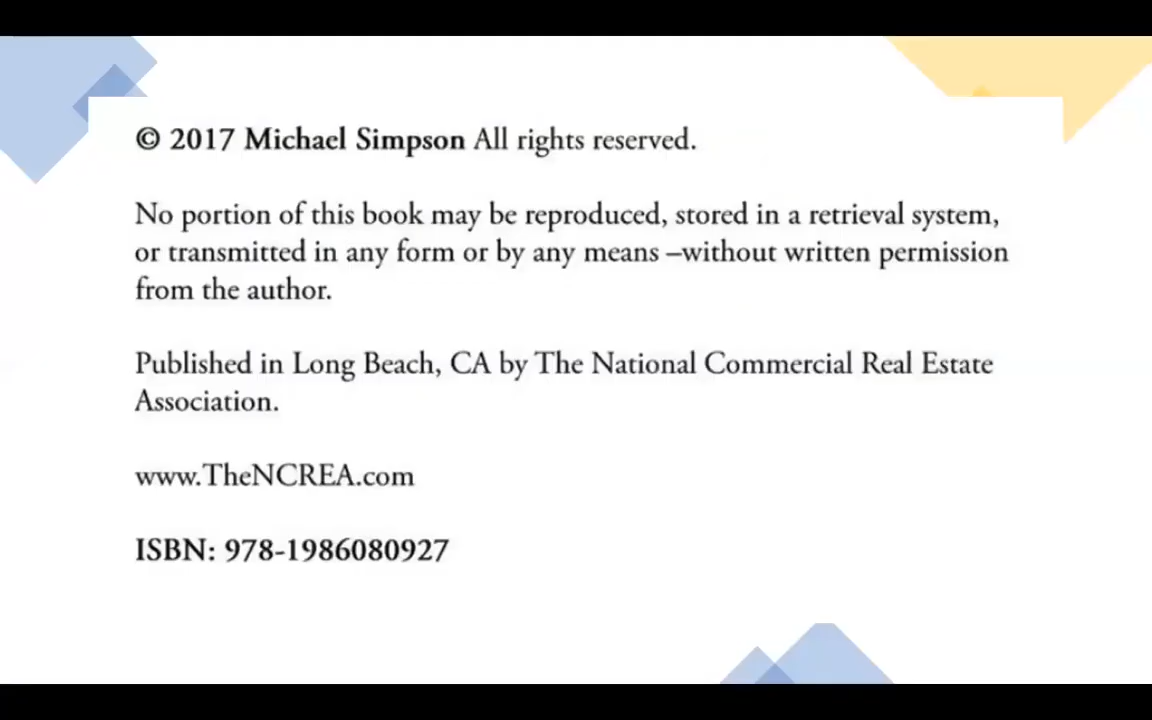 © 2017 Michael Simpson All rights reserved.
No portion of this book may be reproduced, stored in a retrieval system,
or transmitted in any form or by any means –without written permission
from the author.
Published in Long Beach, CA by The National Commercial Real Estate
Association.
www.TheNCREA.com
ISBN: 978-1986080927